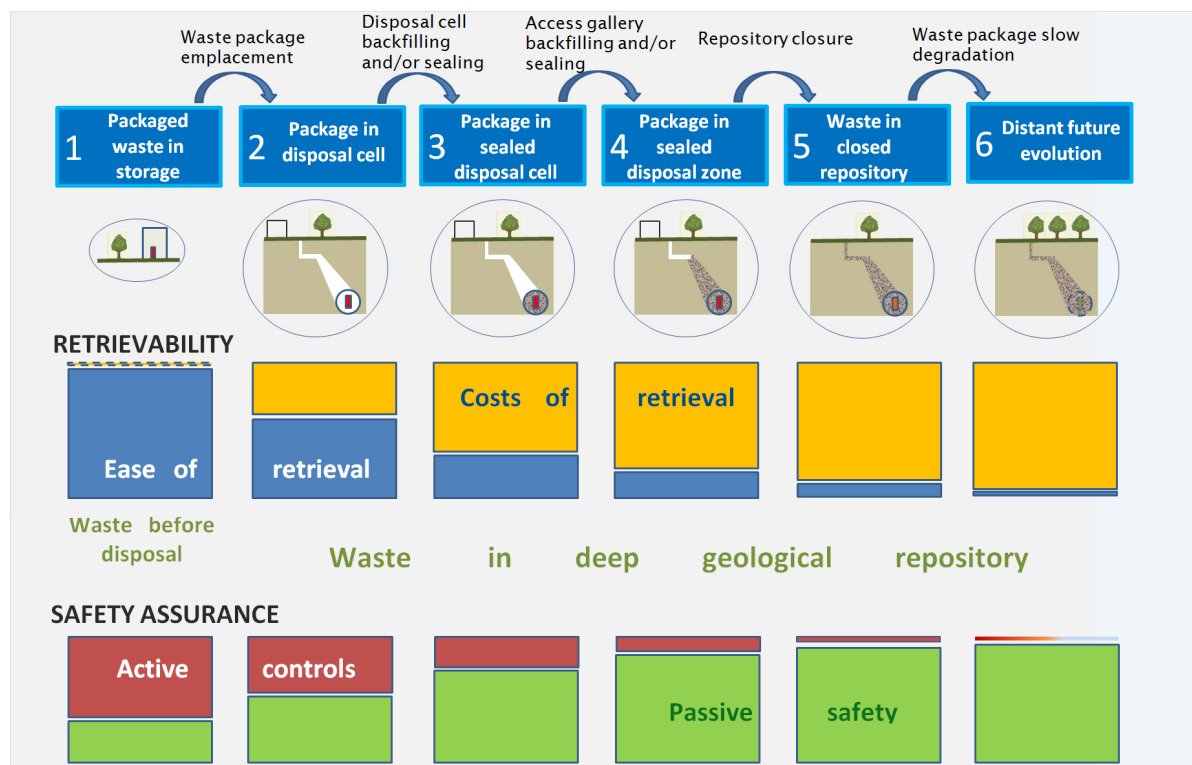 Waste package
emplacement
Disposal cell
backfilling
and/or sealing
Access gallery
backfilling and/or
sealing
Repository closure
Waste package slow
degradation
1 Packaged
waste in
storage
2 Package in
disposal cell
3 Package in
sealed
disposal cell
4 Package in
sealed
disposal zone
5 Waste in
closed
repository
6 Distant future
evolution
RETRIEVABILITY
Costs of retrieval
Ease of retrieval
Waste before
disposal
Waste in deep geological repository
SAFETY ASSURANCE
Active controls
Passive safety